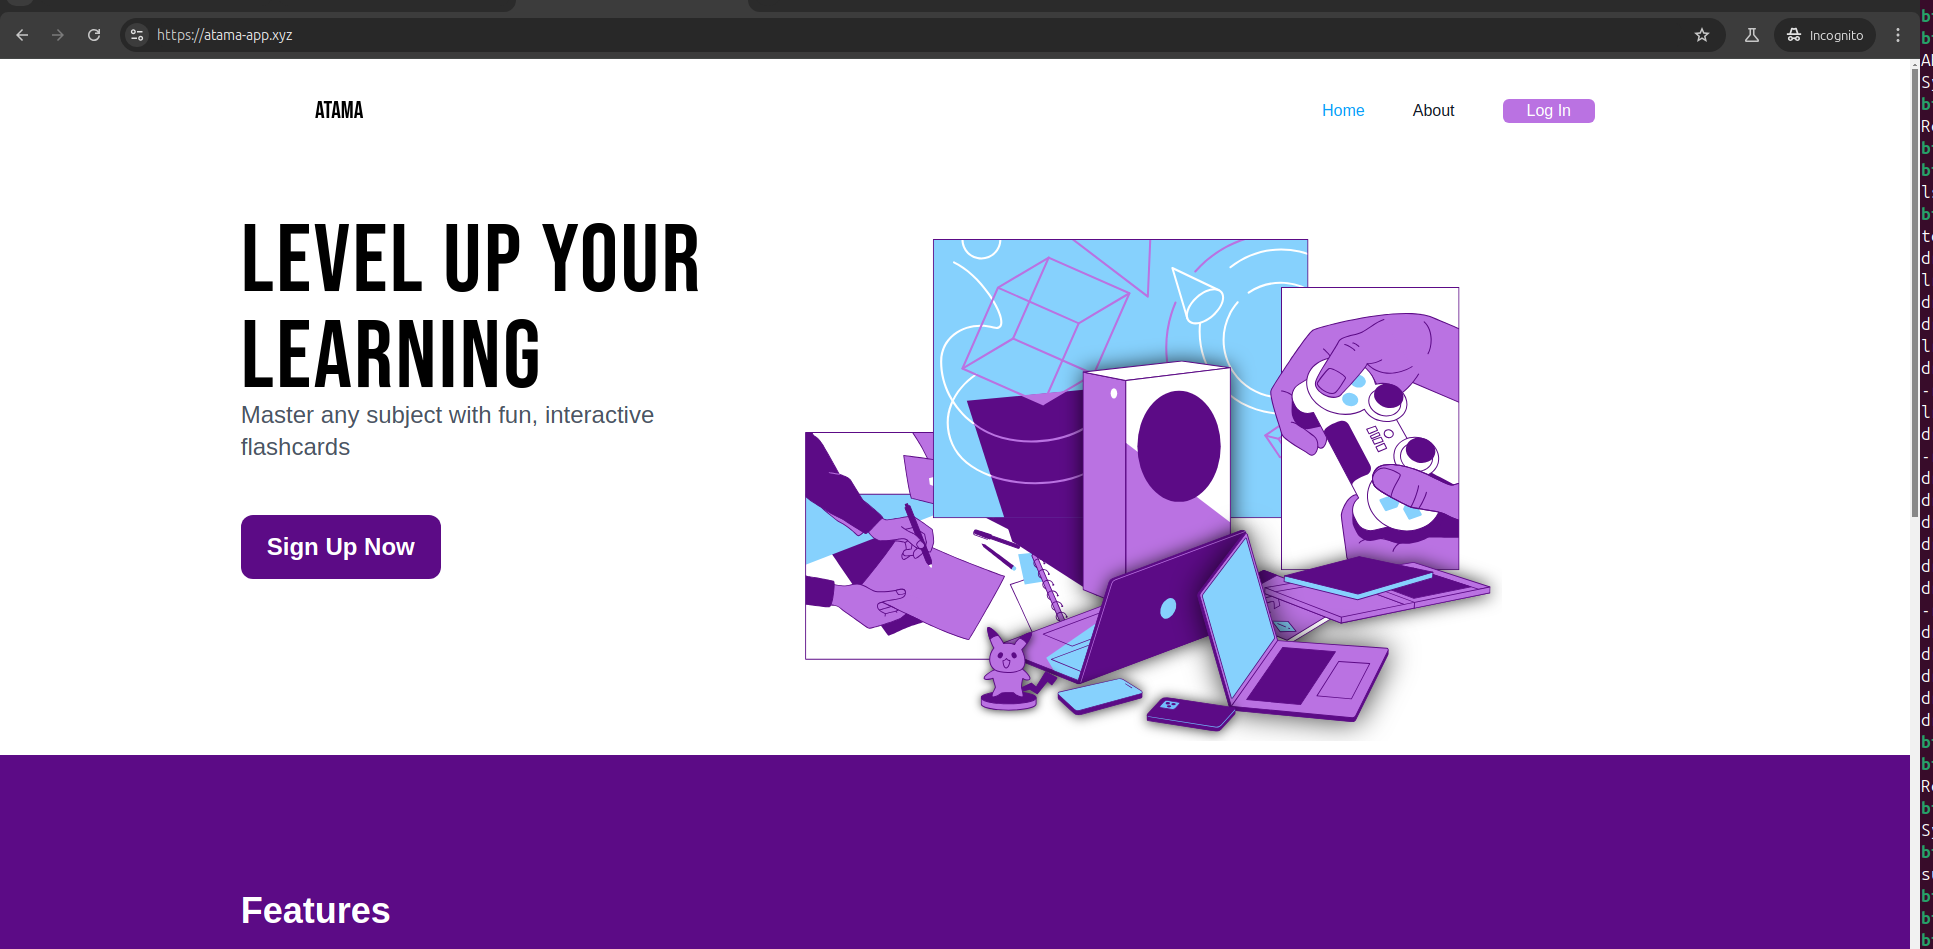 https://atama-app.xyz
Incognito
ATAMA
Home
About
Log In
LEVEL UP YOUR
LEARNING
Master any subject with fun, interactive
flashcards
Sign Up Now
Features